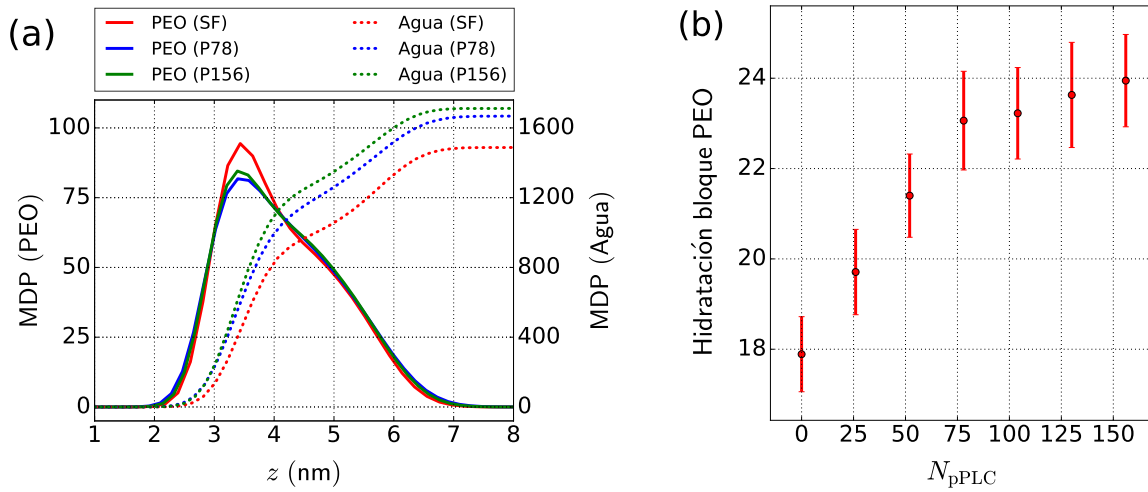 (a)
PEO (SF) Agua (SF)
PEO (P78) Agua (P78)
PEO (P156) Agua (P156)
MDP (PEO)
100
75
50
25
0
1600
1200
800
400
0
MDP (Agua)
1 2 3 4 5 6 7 8
z (nm)
(b)
Hidratación bloque PEO
24
22
20
18
0 25 50 75 100 125 150
NpPLC